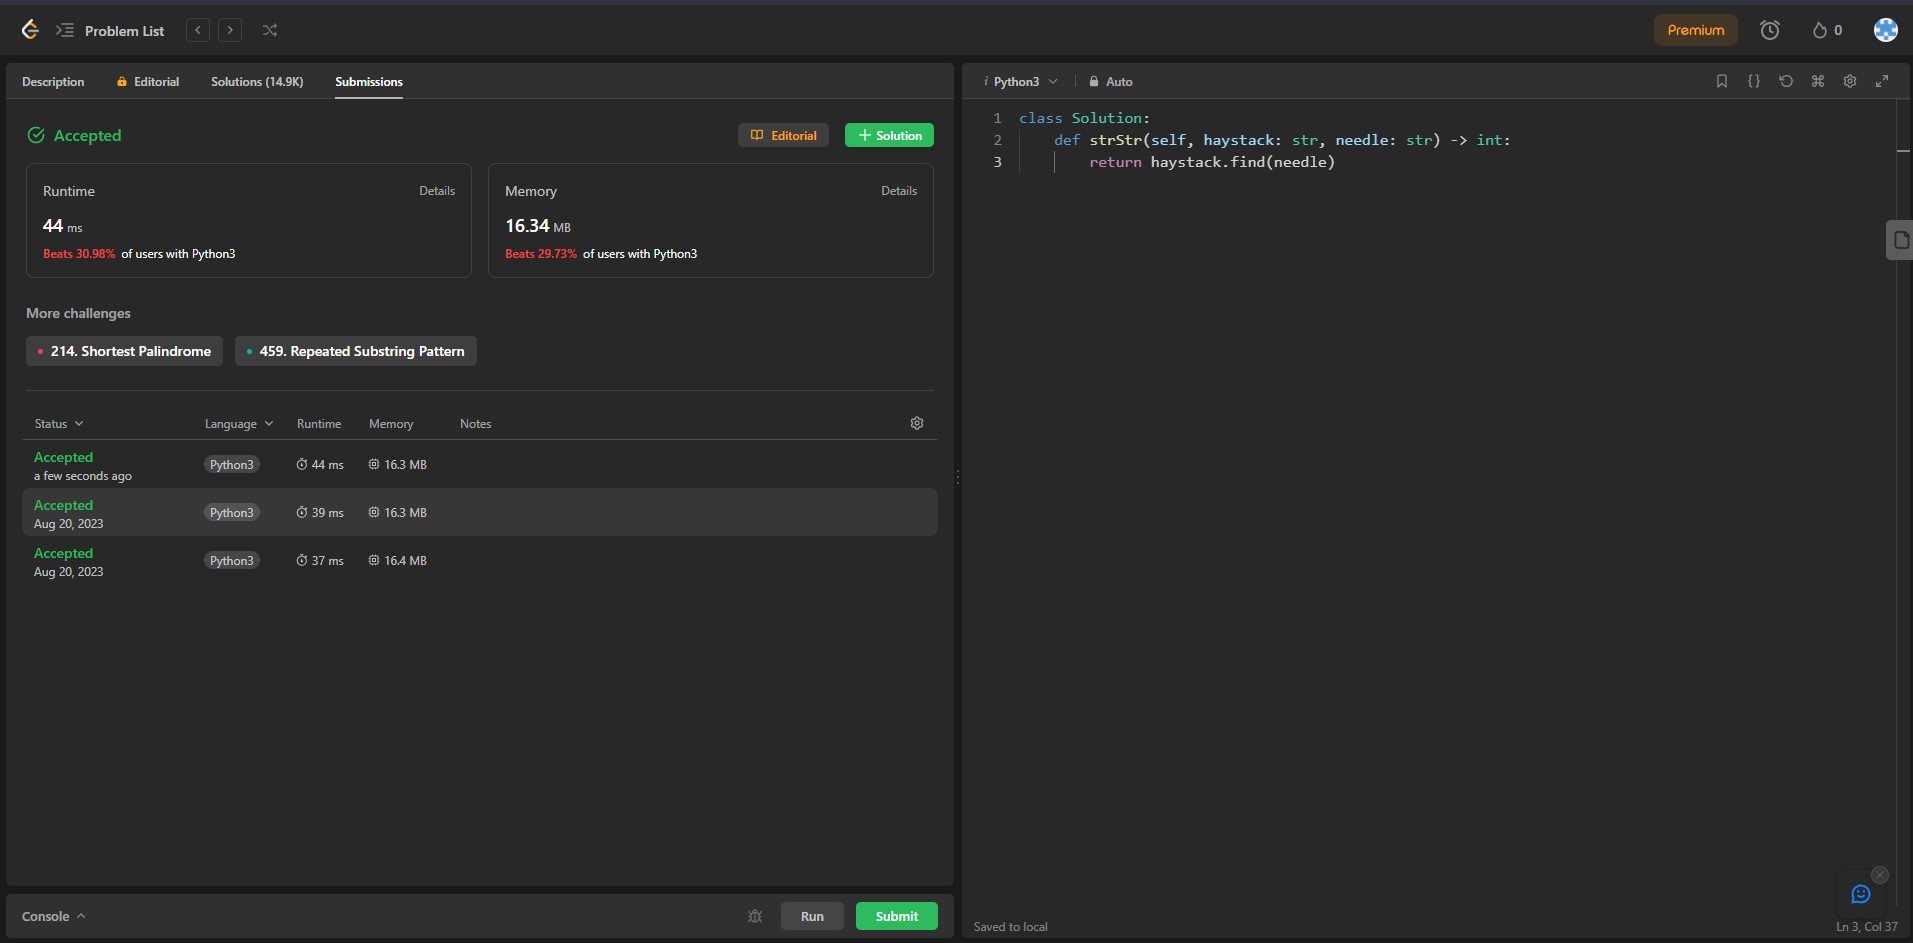 Problem List
Premium
0
Description Editorial Solutions (14.9K) Submissions
Accepted
Editorial
Solution
Runtime
Details
44 ms
Beats 30.98% of users with Python3
Memory
Details
16.34 MB
Beats 29.73% of users with Python3
More challenges
214. Shortest Palindrome
459. Repeated Substring Pattern
Status Language Runtime Memory Notes
Accepted
a few seconds ago
Python3 44 ms 16.3 MB
Accepted
Aug 20, 2023
Python3 39 ms 16.3 MB
Accepted
Aug 20, 2023
Python3 37 ms 16.4 MB
Console
Run
Submit
i Python3 Auto
1 class Solution:
2 def strStr(self, haystack: str, needle: str) -> int:
3 return haystack.find(needle)
Saved to local
Ln 3, Col 37